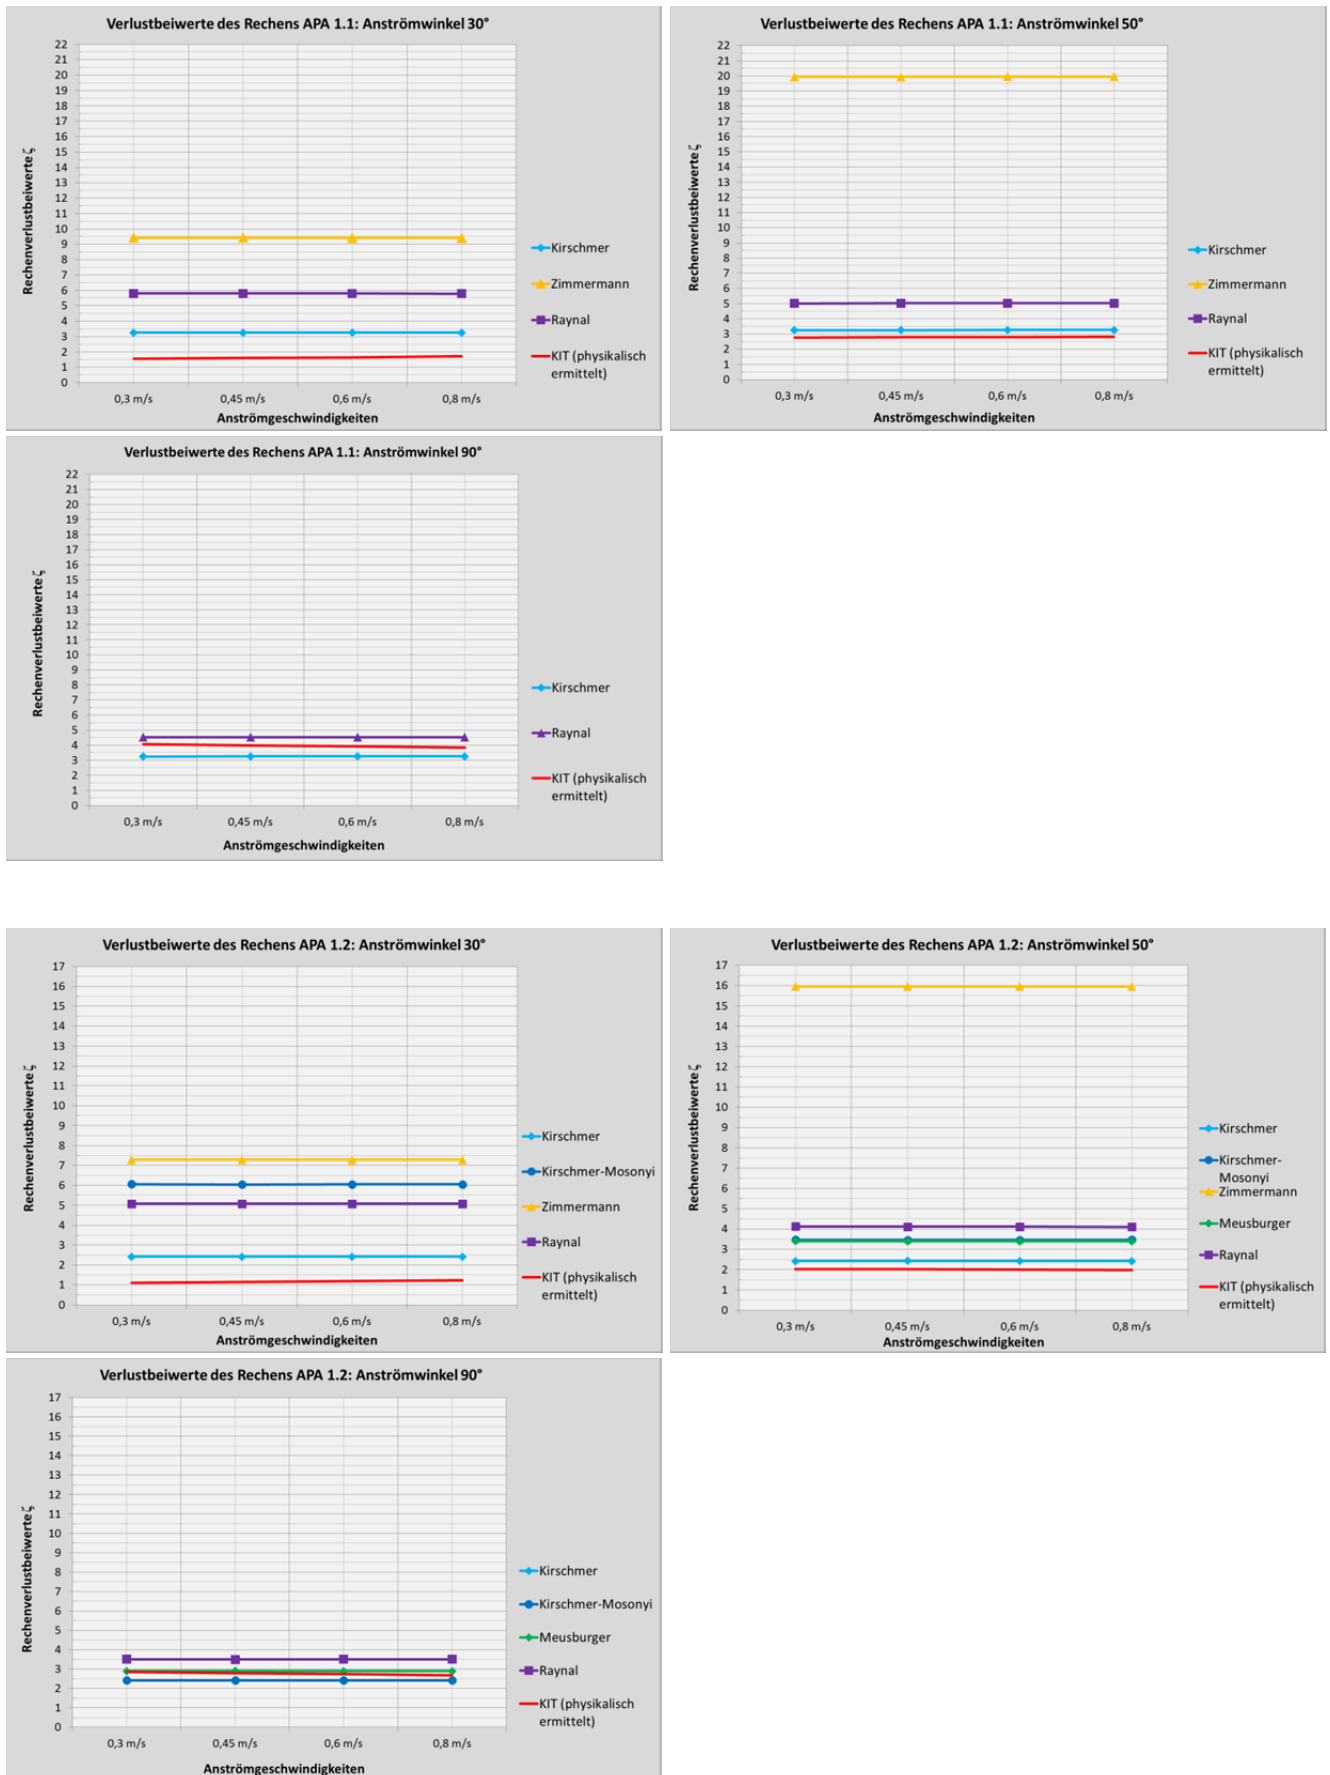 Verlustbeiwerte des Rechens APA 1.1: Anströmwinkel 30°
22
21
20
19
18
17
16
15
14
13
12
11
10
9
8
7
6
5
4
3
2
1
0
Rechenverlustbeiwerte ζ
0,3 m/s 0,45 m/s 0,6 m/s 0,8 m/s
Anströmgeschwindigkeiten
Kirschmer
Zimmermann
Raynal
KIT (physikalisch
ermittelt)
Verlustbeiwerte des Rechens APA 1.1: Anströmwinkel 50°
22
21
20
19
18
17
16
15
14
13
12
11
10
9
8
7
6
5
4
3
2
1
0
Rechenverlustbeiwerte ζ
0,3 m/s 0,45 m/s 0,6 m/s 0,8 m/s
Anströmgeschwindigkeiten
Kirschmer
Zimmermann
Raynal
KIT (physikalisch
ermittelt)
Verlustbeiwerte des Rechens APA 1.1: Anströmwinkel 90°
22
21
20
19
18
17
16
15
14
13
12
11
10
9
8
7
6
5
4
3
2
1
0
Rechenverlustbeiwerte ζ
0,3 m/s 0,45 m/s 0,6 m/s 0,8 m/s
Anströmgeschwindigkeiten
Kirschmer
Raynal
KIT (physikalisch
ermittelt)
Verlustbeiwerte des Rechens APA 1.2: Anströmwinkel 30°
17
16
15
14
13
12
11
10
9
8
7
6
5
4
3
2
1
0
Rechenverlustbeiwerte ζ
0,3 m/s 0,45 m/s 0,6 m/s 0,8 m/s
Anströmgeschwindigkeiten
Kirschmer
Kirschmer-Mosonyi
Zimmermann
Raynal
KIT (physikalisch
ermittelt)
Verlustbeiwerte des Rechens APA 1.2: Anströmwinkel 50°
17
16
15
14
13
12
11
10
9
8
7
6
5
4
3
2
1
0
Rechenverlustbeiwerte ζ
0,3 m/s 0,45 m/s 0,6 m/s 0,8 m/s
Anströmgeschwindigkeiten
Kirschmer
Kirschmer-
Mosonyi
Zimmermann
Meusburger
Raynal
KIT (physikalisch
ermittelt)
Verlustbeiwerte des Rechens APA 1.2: Anströmwinkel 90°
17
16
15
14
13
12
11
10
9
8
7
6
5
4
3
2
1
0
Rechenverlustbeiwerte ζ
0,3 m/s 0,45 m/s 0,6 m/s 0,8 m/s
Anströmgeschwindigkeiten
Kirschmer
Kirschmer-Mosonyi
Meusburger
Raynal
KIT (physikalisch
ermittelt)